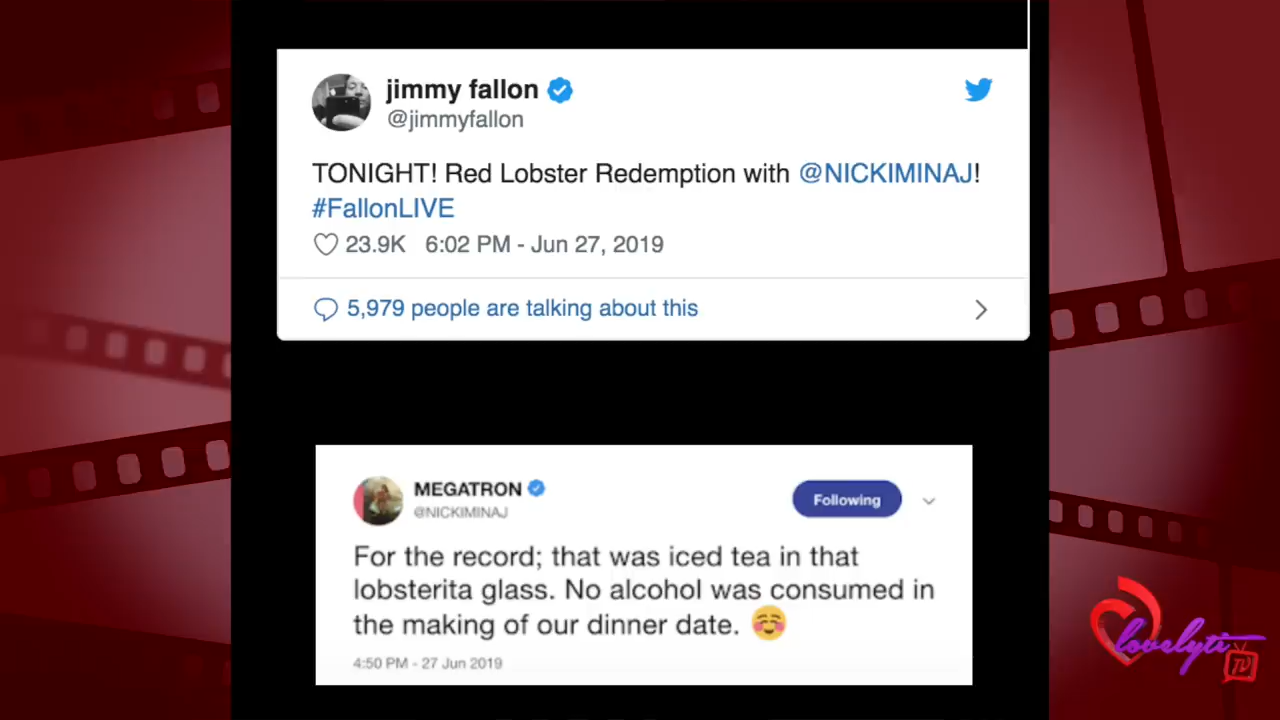 jimmy fallon
@jimmyfallon
TONIGHT! Red Lobster Redemption with @NICKIMINAJ!
#FallonLIVE
23.9K 6:02 PM - Jun 27, 2019
5,979 people are talking about this
MEGATRON
@NICKIMINAJ
Following
For the record; that was iced tea in that
lobsterita glass. No alcohol was consumed in
the making of our dinner date.
4:50 PM - 27 Jun 2019
lovelyti
TV